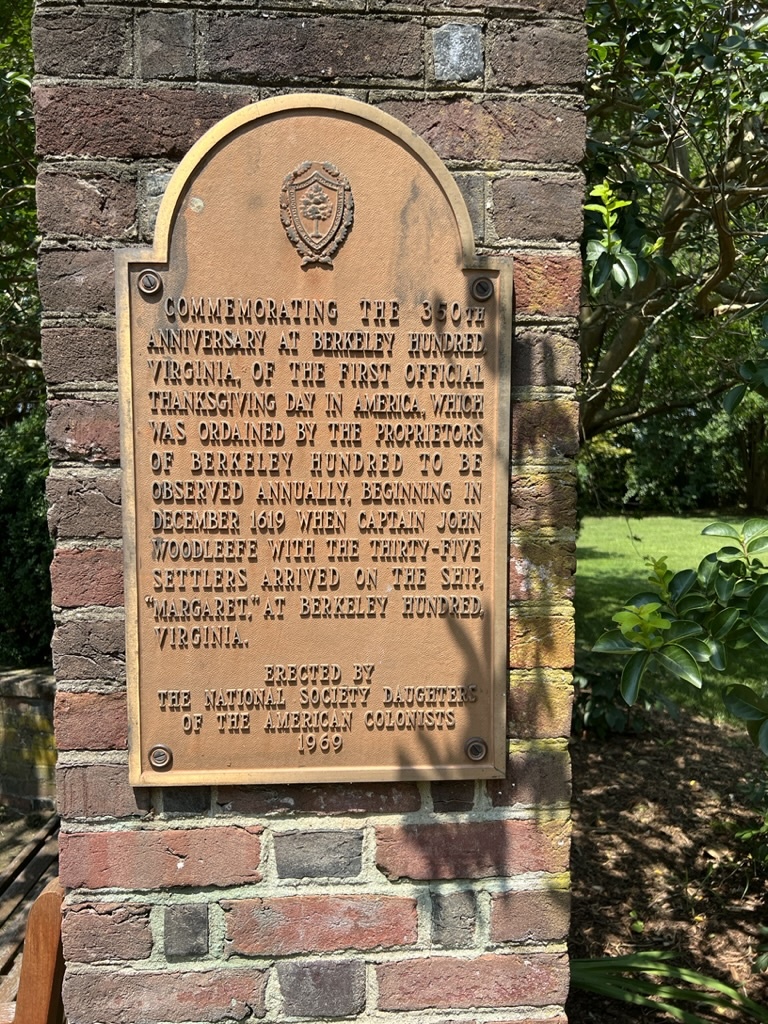 COMMEMORATING THE 350TH
ANNIVERSARY AT BERKELEY HUNDRED,
VIRGINIA, OF THE FIRST OFFICIAL
THANKSGIVING DAY IN AMERICA, WHICH
WAS ORDAINED BY THE PROPRIETORS
OF BERKELEY HUNDRED TO BE
OBSERVED ANNUALLY, BEGINNING IN
DECEMBER 1619 WHEN CAPTAIN JOHN
WOODLEEFE WITH THE THIRTY-FIVE
SETTLERS ARRIVED ON THE SHIP,
"MARGARET," AT BERKELEY HUNDRED,
VIRGINIA.
ERECTED BY
THE NATIONAL SOCIETY DAUGHTERS
OF THE AMERICAN COLONISTS
1969